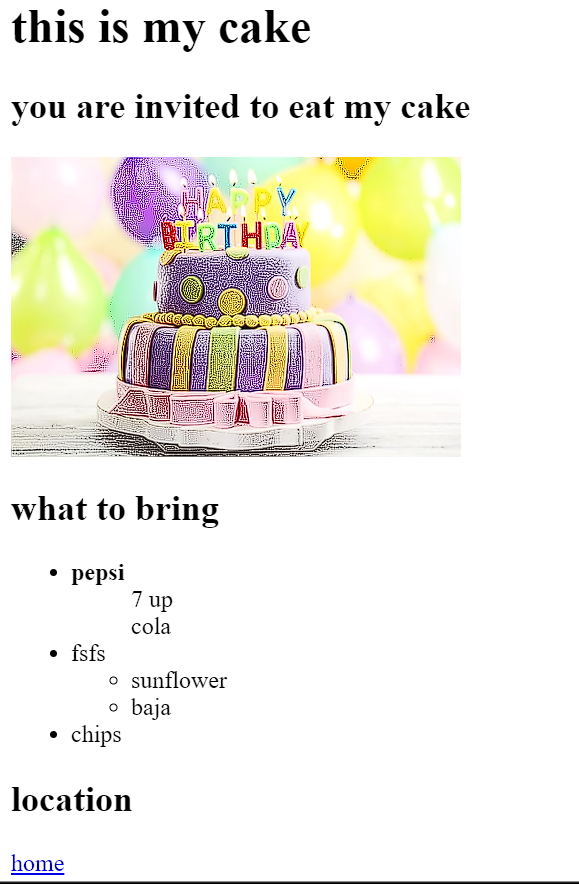 this is my cake
you are invited to eat my cake
HAPPY
BIRTHDAY
what to bring
pepsi
7 up
cola
fsfs
sunflower
baja
chips
location
home